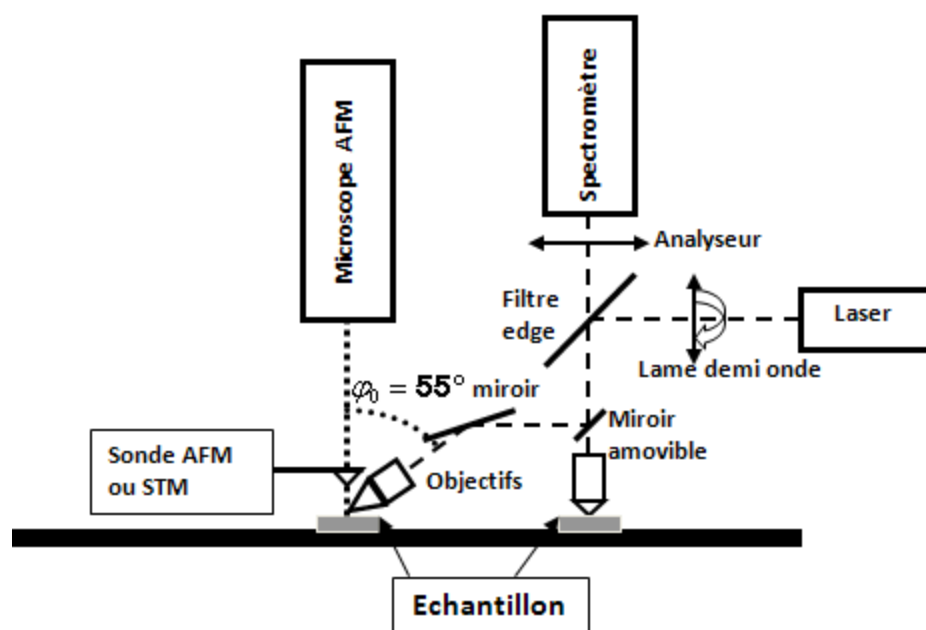 Microscope AFM
Spectromètre
Analyseur
Filtre
edge
Laser
Lame demi onde
φ₀ = 55° miroir
Miroir
amovible
Sonde AFM
ou STM
Objectifs
Echantillon